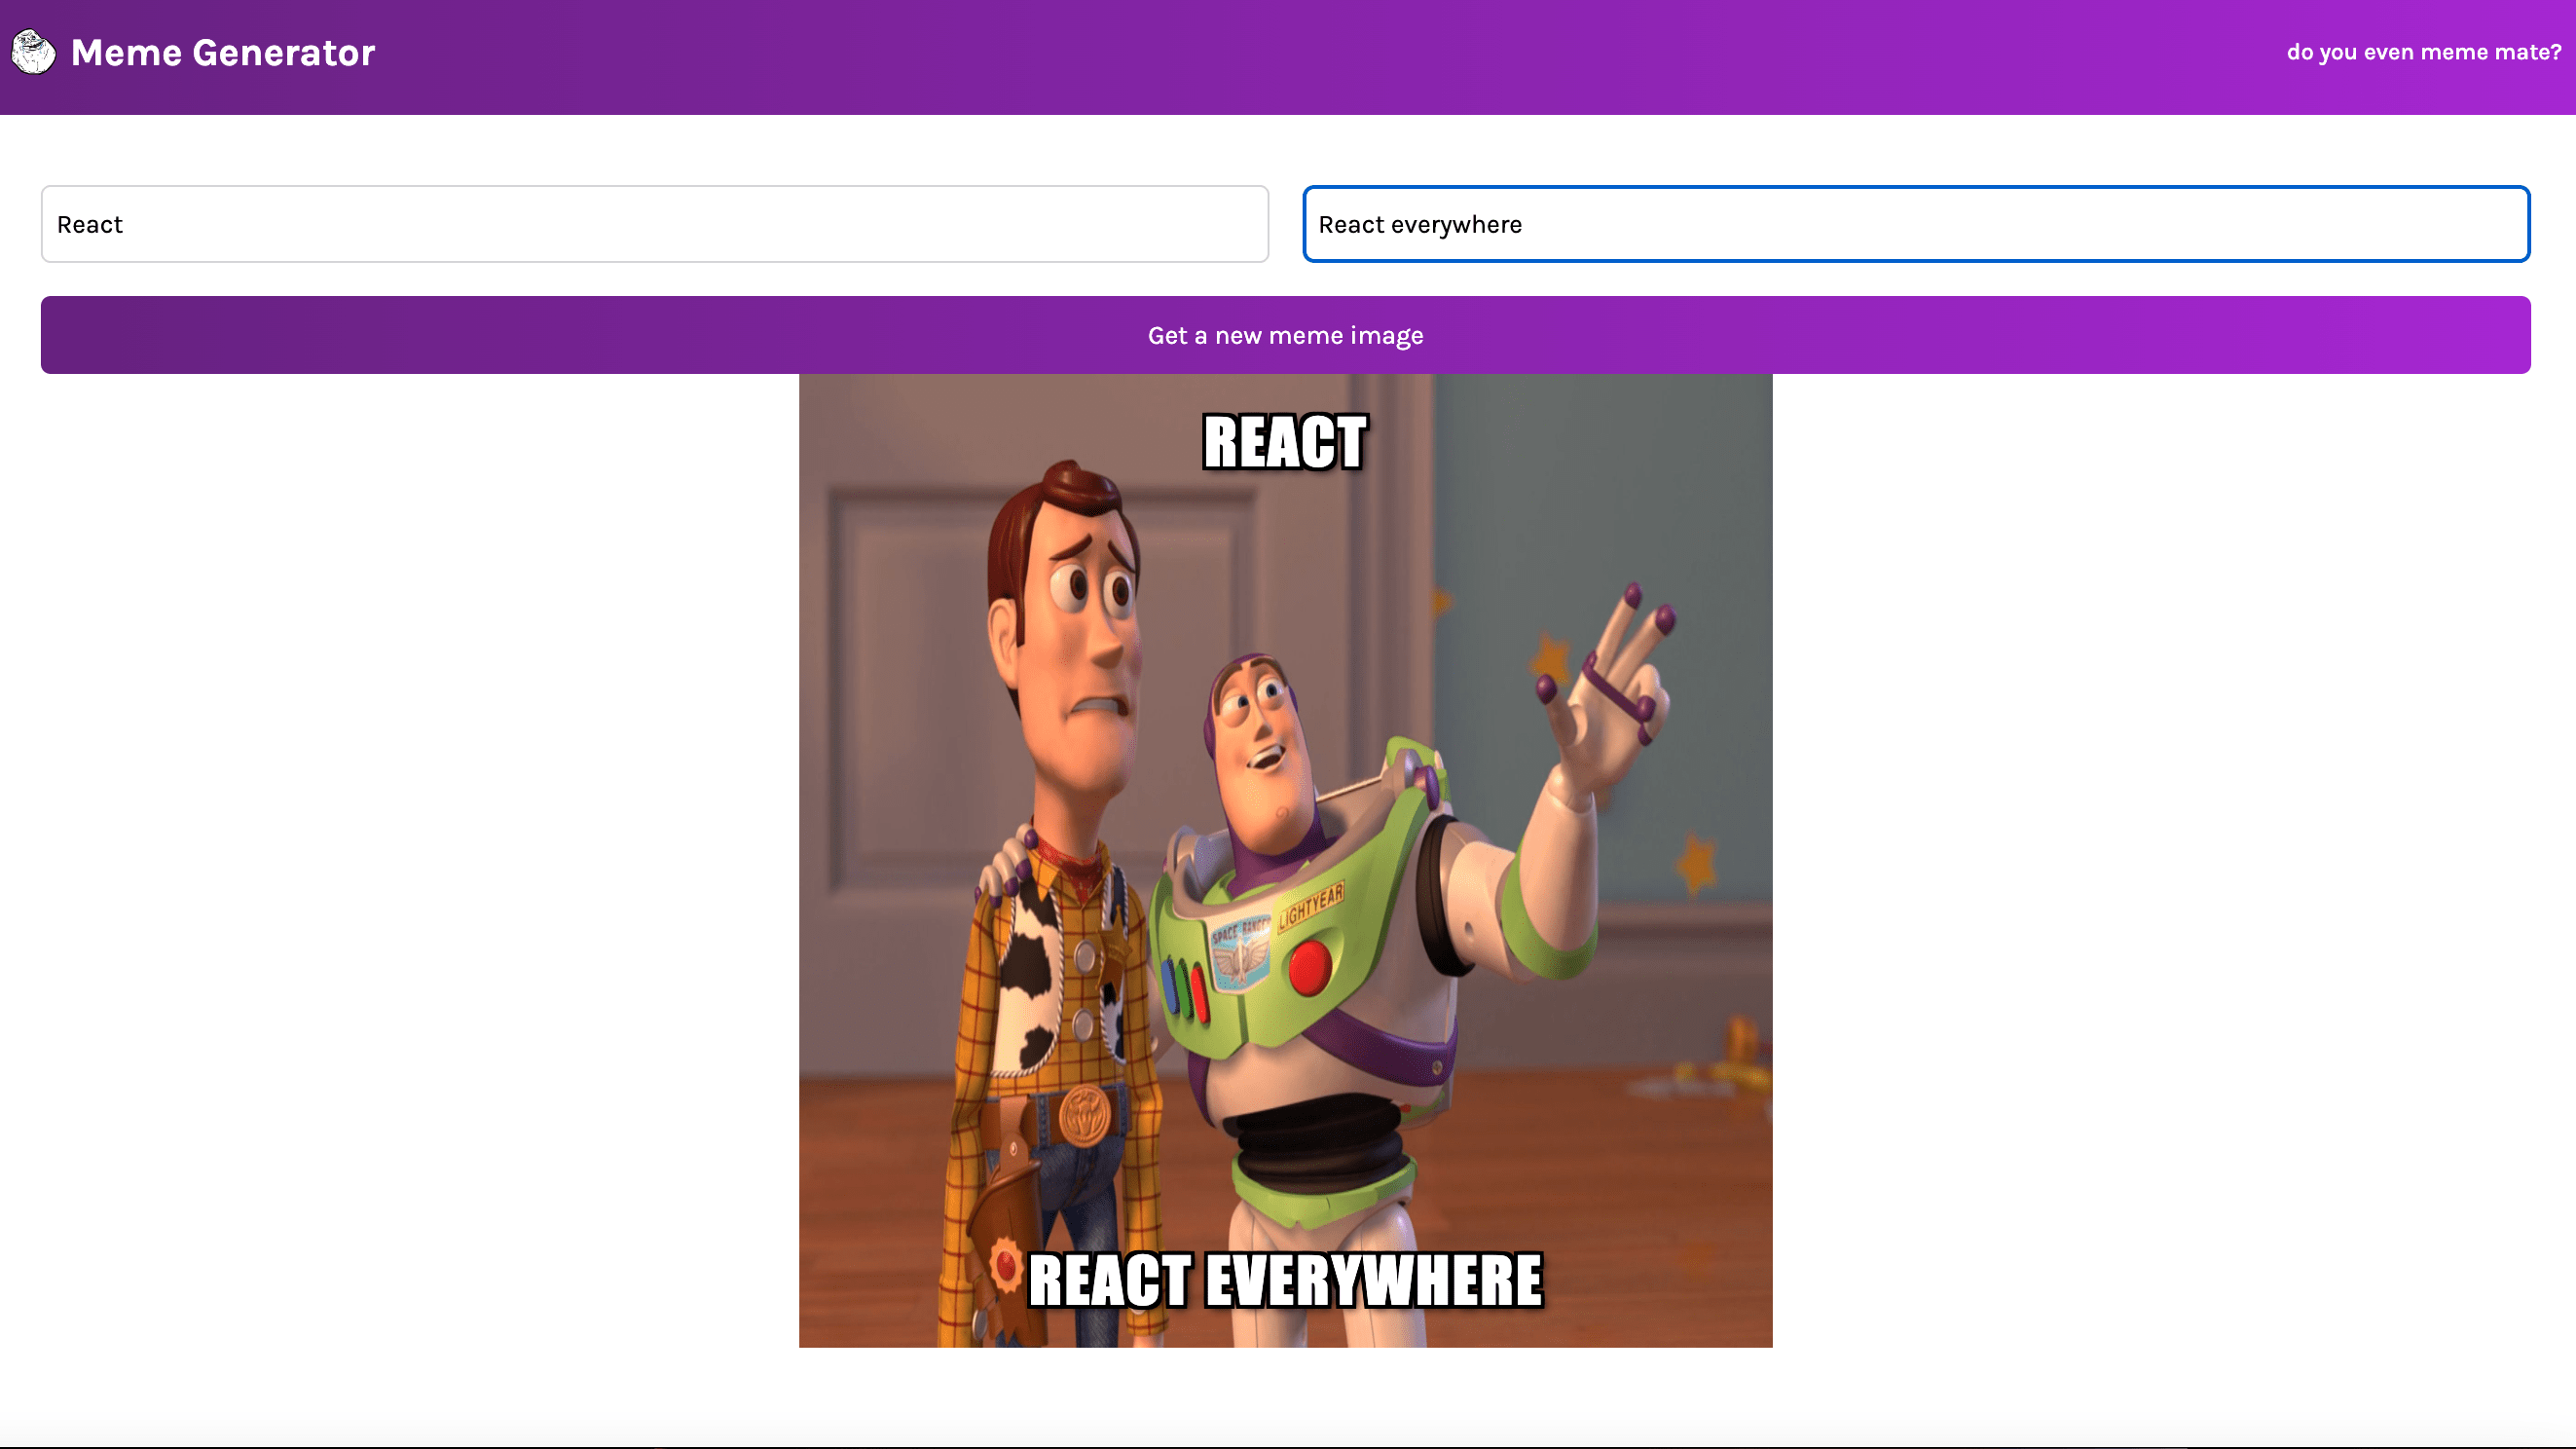 Meme Generator
do you even meme mate?
React
React everywhere
Get a new meme image
REACT
LIGHTYEAR
SPACE RANGER
REACT EVERYWHERE